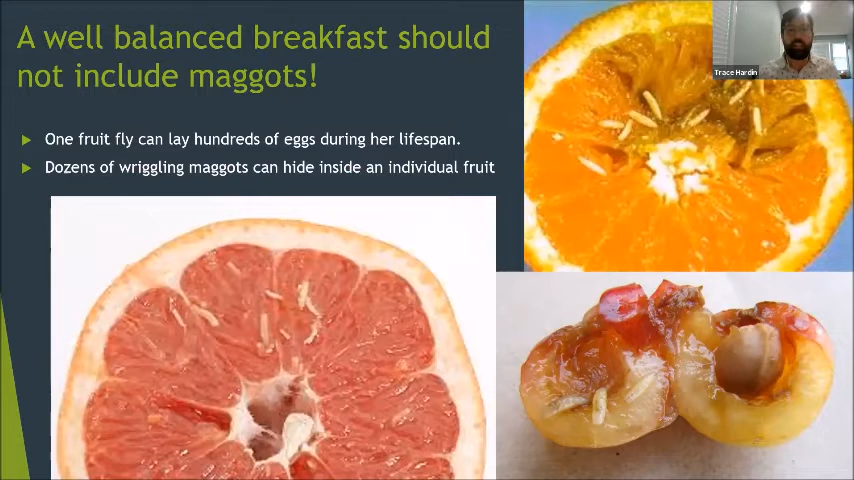 A well balanced breakfast should
not include maggots!
One fruit fly can lay hundreds of eggs during her lifespan.
Dozens of wriggling maggots can hide inside an individual fruit
Trace Hardin